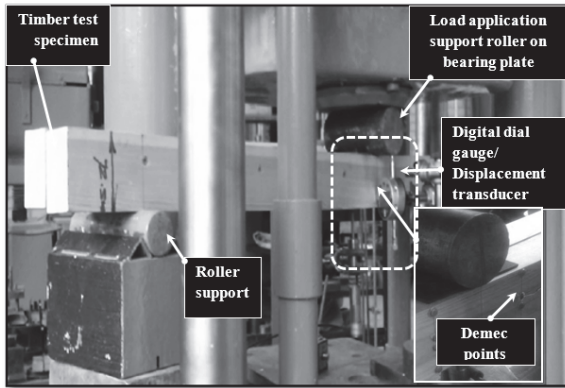 Timber test
specimen
Load application
support roller on
bearing plate
Digital dial
gauge/
Displacement
transducer
Roller
support
Demec
points